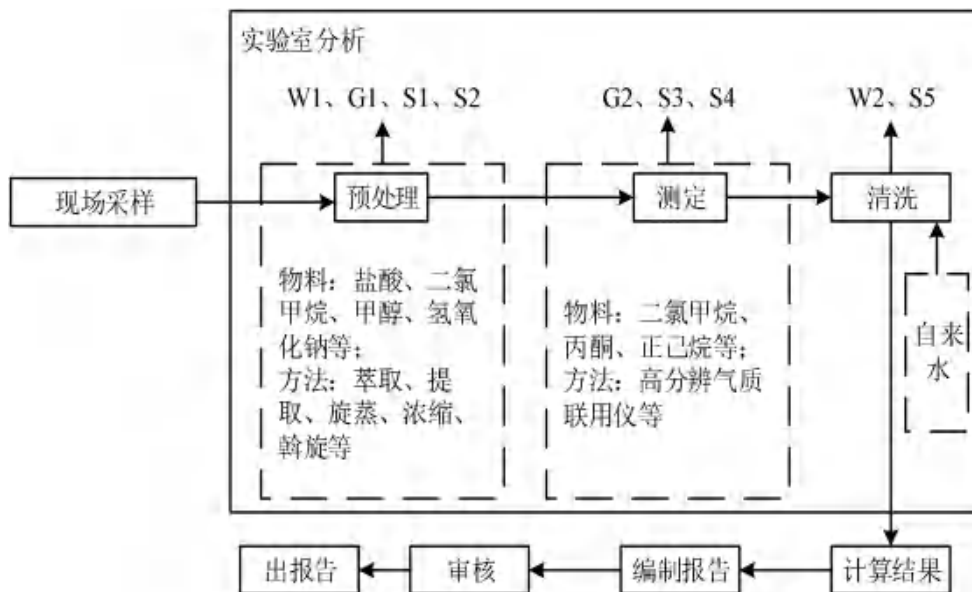 实验室分析
W1、G1、S1、S2
G2、S3、S4
W2、S5
现场采样
预处理
测定
清洗
物料：盐酸、二氯
甲烷、甲醇、氢氧
化钠等；
方法：萃取、提
取、旋蒸、浓缩、
斡旋等
物料：二氯甲烷、
丙酮、正己烷等；
方法：高分辨气质
联用仪等
自来
水
出报告
审核
编制报告
计算结果